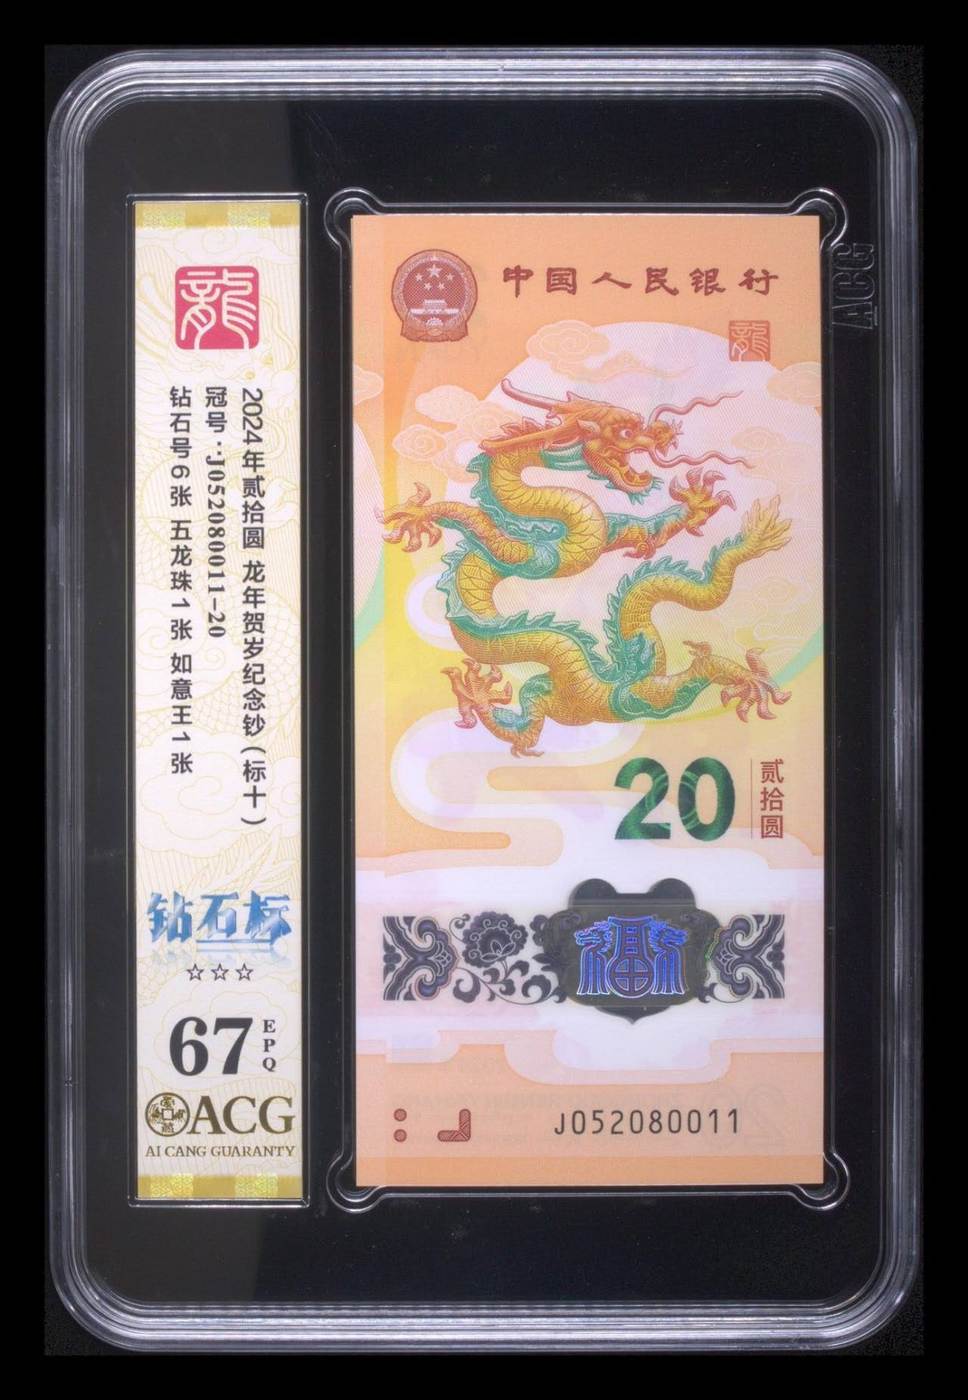 龍
2024年贰拾圆 龙年贺岁纪念钞(标十)
冠号:J052080011-20
钻石号6张 五龙珠1张 如意王1张
钻石标
☆☆☆
67 EPQ
ACG
AI CANG GUARANTY
中国人民银行
龍
20 贰拾圆
福
J052080011
ACG